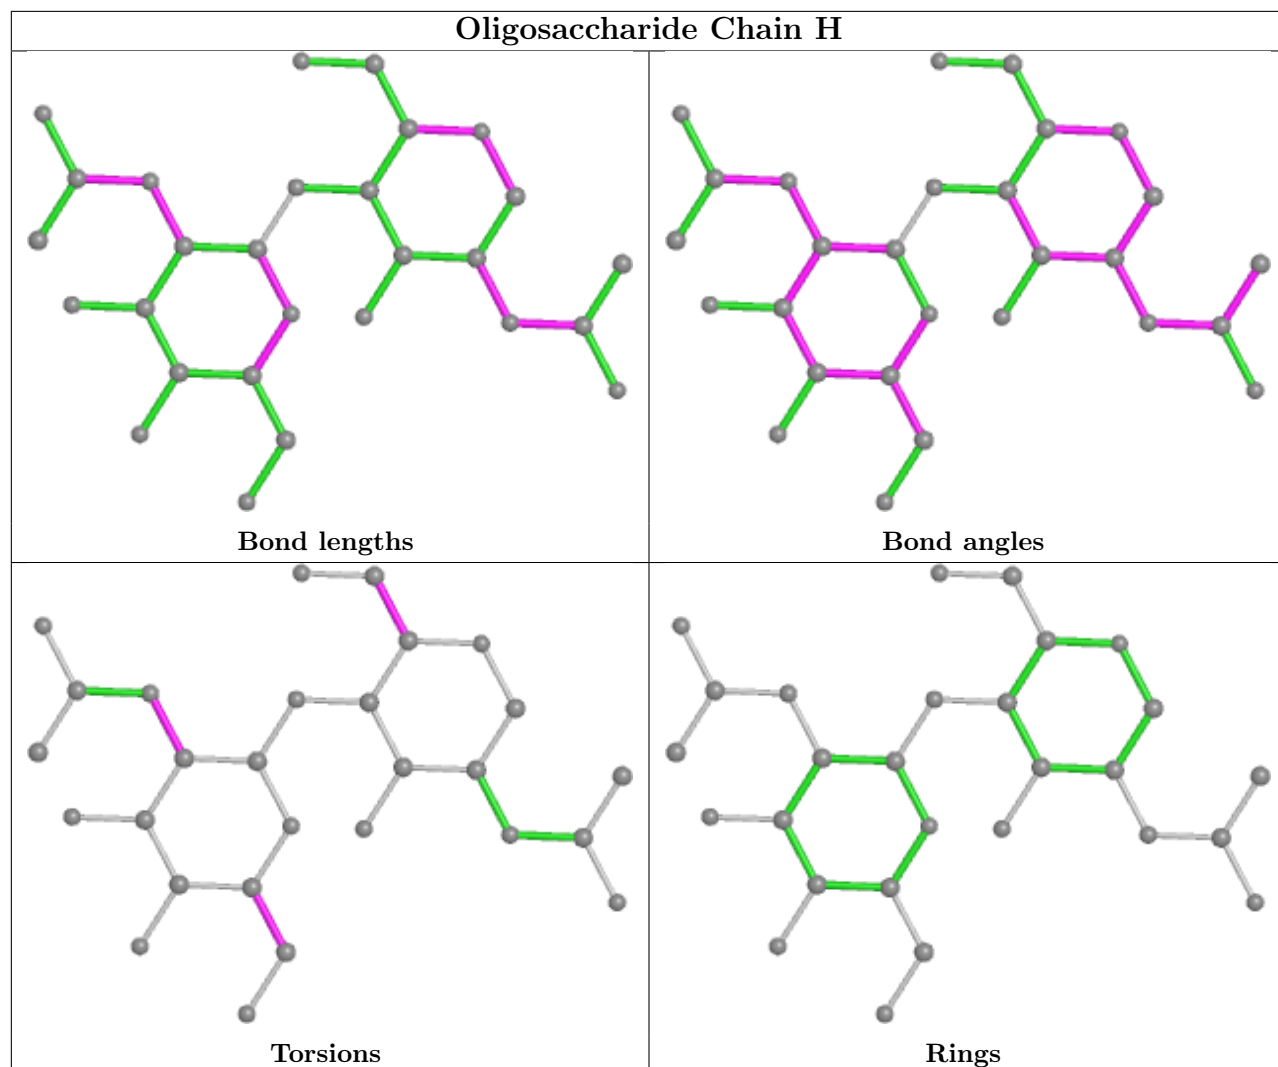 Oligosaccharide Chain H
Bond lengths
Bond angles
Torsions
Rings